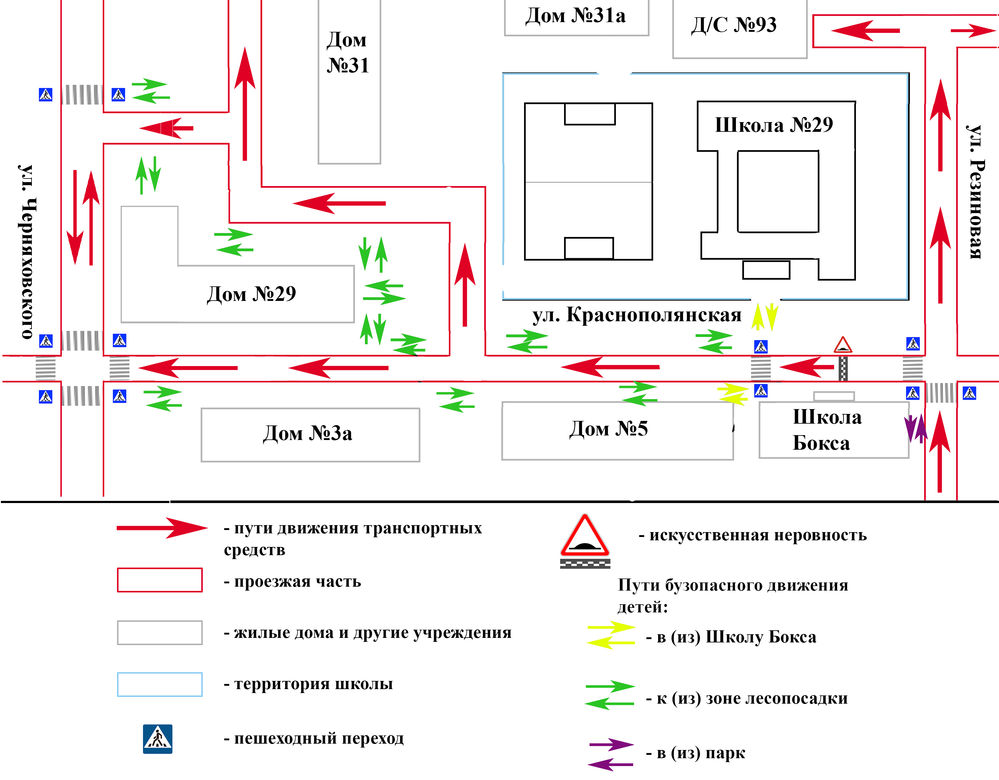 Дом №31а
Д/С №93
Дом
№31
Школа №29
ул. Резиновая
ул. Черняховского
Дом №29
ул. Краснополянская
Дом №3а
Дом №5
Школа
Бокса
- пути движения транспортных
средств
- проезжая часть
- жилые дома и другие учреждения
- территория школы
- пешеходный переход
- искусственная неровность
Пути бузопасного движения
детей:
- в (из) Школу Бокса
- к (из) зоне лесопосадки
- в (из) парк